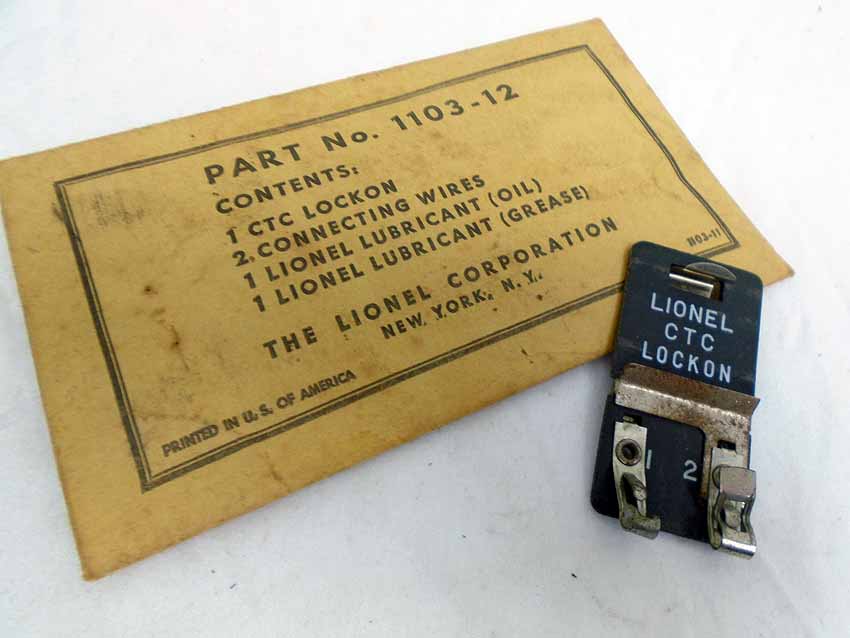 PART No. 1103-12
CONTENTS:
1 CTC LOCKON
2. CONNECTING WIRES
1 LIONEL LUBRICANT (OIL)
1 LIONEL LUBRICANT (GREASE)
THE LIONEL CORPORATION
NEW YORK, N. Y.
PRINTED IN U. S. OF AMERICA
1103-11
LIONEL
CTC
LOCKON
1 2